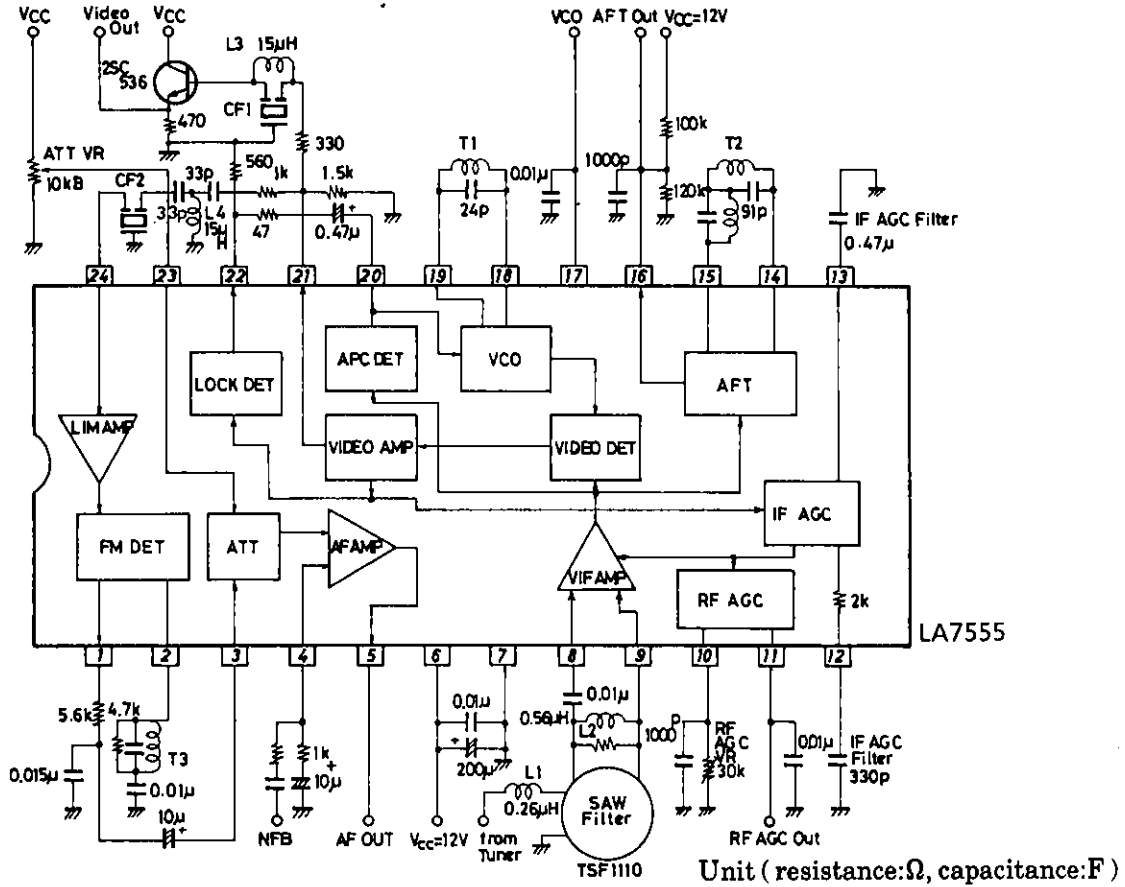 VCC
Video Out
VCC
VCO
AFT Out
VCC=12V
L3
15μH
2SC 536
470
CF1
330
560
ATT VR
10kB
CF2
33p
33p
L4
15μH
1k
1.5k
47
0.47μ
T1
24p
0.01μ
1000p
100k
120k
T2
91p
IF AGC Filter
0.47μ
24
23
22
21
20
19
18
17
16
15
14
13
LOCK DET
APC DET
VCO
AFT
LIM AMP
VIDEO AMP
VIDEO DET
IF AGC
FM DET
ATT
AF AMP
VIF AMP
RF AGC
2k
LA7555
1
2
3
4
5
6
7
8
9
10
11
12
5.6k
4.7k
T3
0.015μ
0.01μ
10μ
+
1k
+
10μ
NFB
AF OUT
0.01μ
+
200μ
VCC=12V
0.01μ
0.56μH
L2
L1
0.26μH
from Tuner
SAW Filter
TSF1110
1000p
RF AGC VR
30k
0.01μ
RF AGC Out
IF AGC Filter
330p
Unit ( resistance:Ω, capacitance:F )